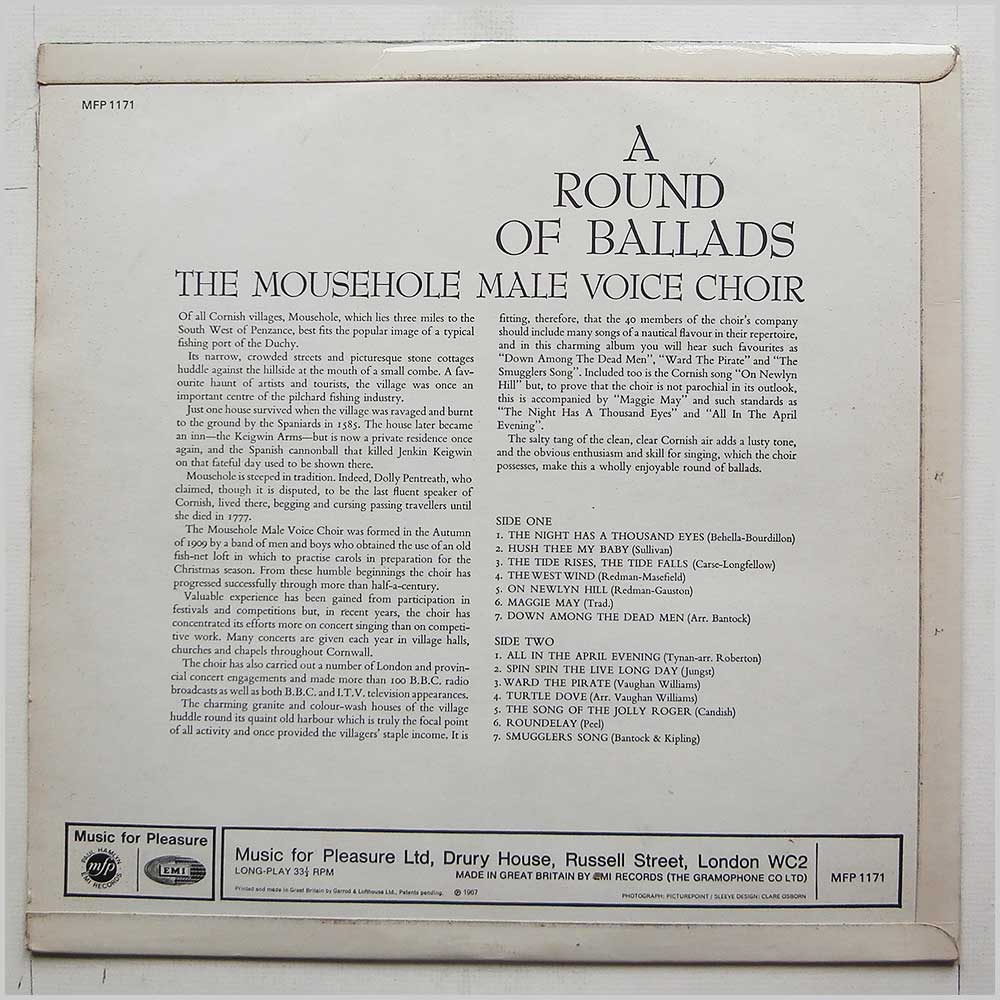 MFP 1171
A
ROUND
OF BALLADS
THE MOUSEHOLE MALE VOICE CHOIR
Of all Cornish villages, Mousehole, which lies three miles to the
South West of Penzance, best fits the popular image of a typical
fishing port of the Duchy.
Its narrow, crowded streets and picturesque stone cottages
huddle against the hillside at the mouth of a small combe. A fav-
ourite haunt of artists and tourists, the village was once an
important centre of the pilchard fishing industry.
Just one house survived when the village was ravaged and burnt
to the ground by the Spaniards in 1585. The house later became
an inn—the Keigwin Arms—but is now a private residence once
again, and the Spanish cannonball that killed Jenkin Keigwin
on that fateful day used to be shown there.
Mousehole is steeped in tradition. Indeed, Dolly Pentreath, who
claimed, though it is disputed, to be the last fluent speaker of
Cornish, lived there, begging and cursing passing travellers until
she died in 1777.
The Mousehole Male Voice Choir was formed in the Autumn
of 1909 by a band of men and boys who obtained the use of an old
fish-net loft in which to practise carols in preparation for the
Christmas season. From these humble beginnings the choir has
progressed successfully through more than half-a-century.
Valuable experience has been gained from participation in
festivals and competitions but, in recent years, the choir has
concentrated its efforts more on concert singing than on competi-
tive work. Many concerts are given each year in village halls,
churches and chapels throughout Cornwall.
The choir has also carried out a number of London and provin-
cial concert engagements and made more than 100 B.B.C. radio
broadcasts as well as both B.B.C. and I.T.V. television appearances.
The charming granite and colour-wash houses of the village
huddle round its quaint old harbour which is truly the focal point
of all activity and once provided the villagers' staple income. It is
fitting, therefore, that the 40 members of the choir's company
should include many songs of a nautical flavour in their repertoire,
and in this charming album you will hear such favourites as
"Down Among The Dead Men", "Ward The Pirate" and "The
Smugglers Song". Included too is the Cornish song "On Newlyn
Hill" but, to prove that the choir is not parochial in its outlook,
this is accompanied by "Maggie May" and such standards as
"The Night Has A Thousand Eyes" and "All In The April
Evening".
The salty tang of the clean, clear Cornish air adds a lusty tone,
and the obvious enthusiasm and skill for singing, which the choir
possesses, make this a wholly enjoyable round of ballads.
SIDE ONE
1. THE NIGHT HAS A THOUSAND EYES (Behella-Bourdillon)
2. HUSH THEE MY BABY (Sullivan)
3. THE TIDE RISES, THE TIDE FALLS (Carse-Longfellow)
4. THE WEST WIND (Redman-Masefield)
5. ON NEWLYN HILL (Redman-Gauston)
6. MAGGIE MAY (Trad.)
7. DOWN AMONG THE DEAD MEN (Arr. Bantock)
SIDE TWO
1. ALL IN THE APRIL EVENING (Tynan-arr. Roberton)
2. SPIN SPIN THE LIVE LONG DAY (Jungst)
3. WARD THE PIRATE (Vaughan Williams)
4. TURTLE DOVE (Arr. Vaughan Williams)
5. THE SONG OF THE JOLLY ROGER (Candish)
6. ROUNDELAY (Peel)
7. SMUGGLERS SONG (Bantock & Kipling)
Music for Pleasure
PAUL HAMLYN
mfp
EMI RECORDS
EMI
Music for Pleasure Ltd, Drury House, Russell Street, London WC2
LONG-PLAY 33⅓ RPM
MADE IN GREAT BRITAIN BY EMI RECORDS (THE GRAMOPHONE CO LTD)
Printed and made in Great Britain by Garrod & Lofthouse Ltd., Patents pending. ℗ 1967
PHOTOGRAPH: PICTUREPOINT / SLEEVE DESIGN: CLARE OSBORN
MFP 1171